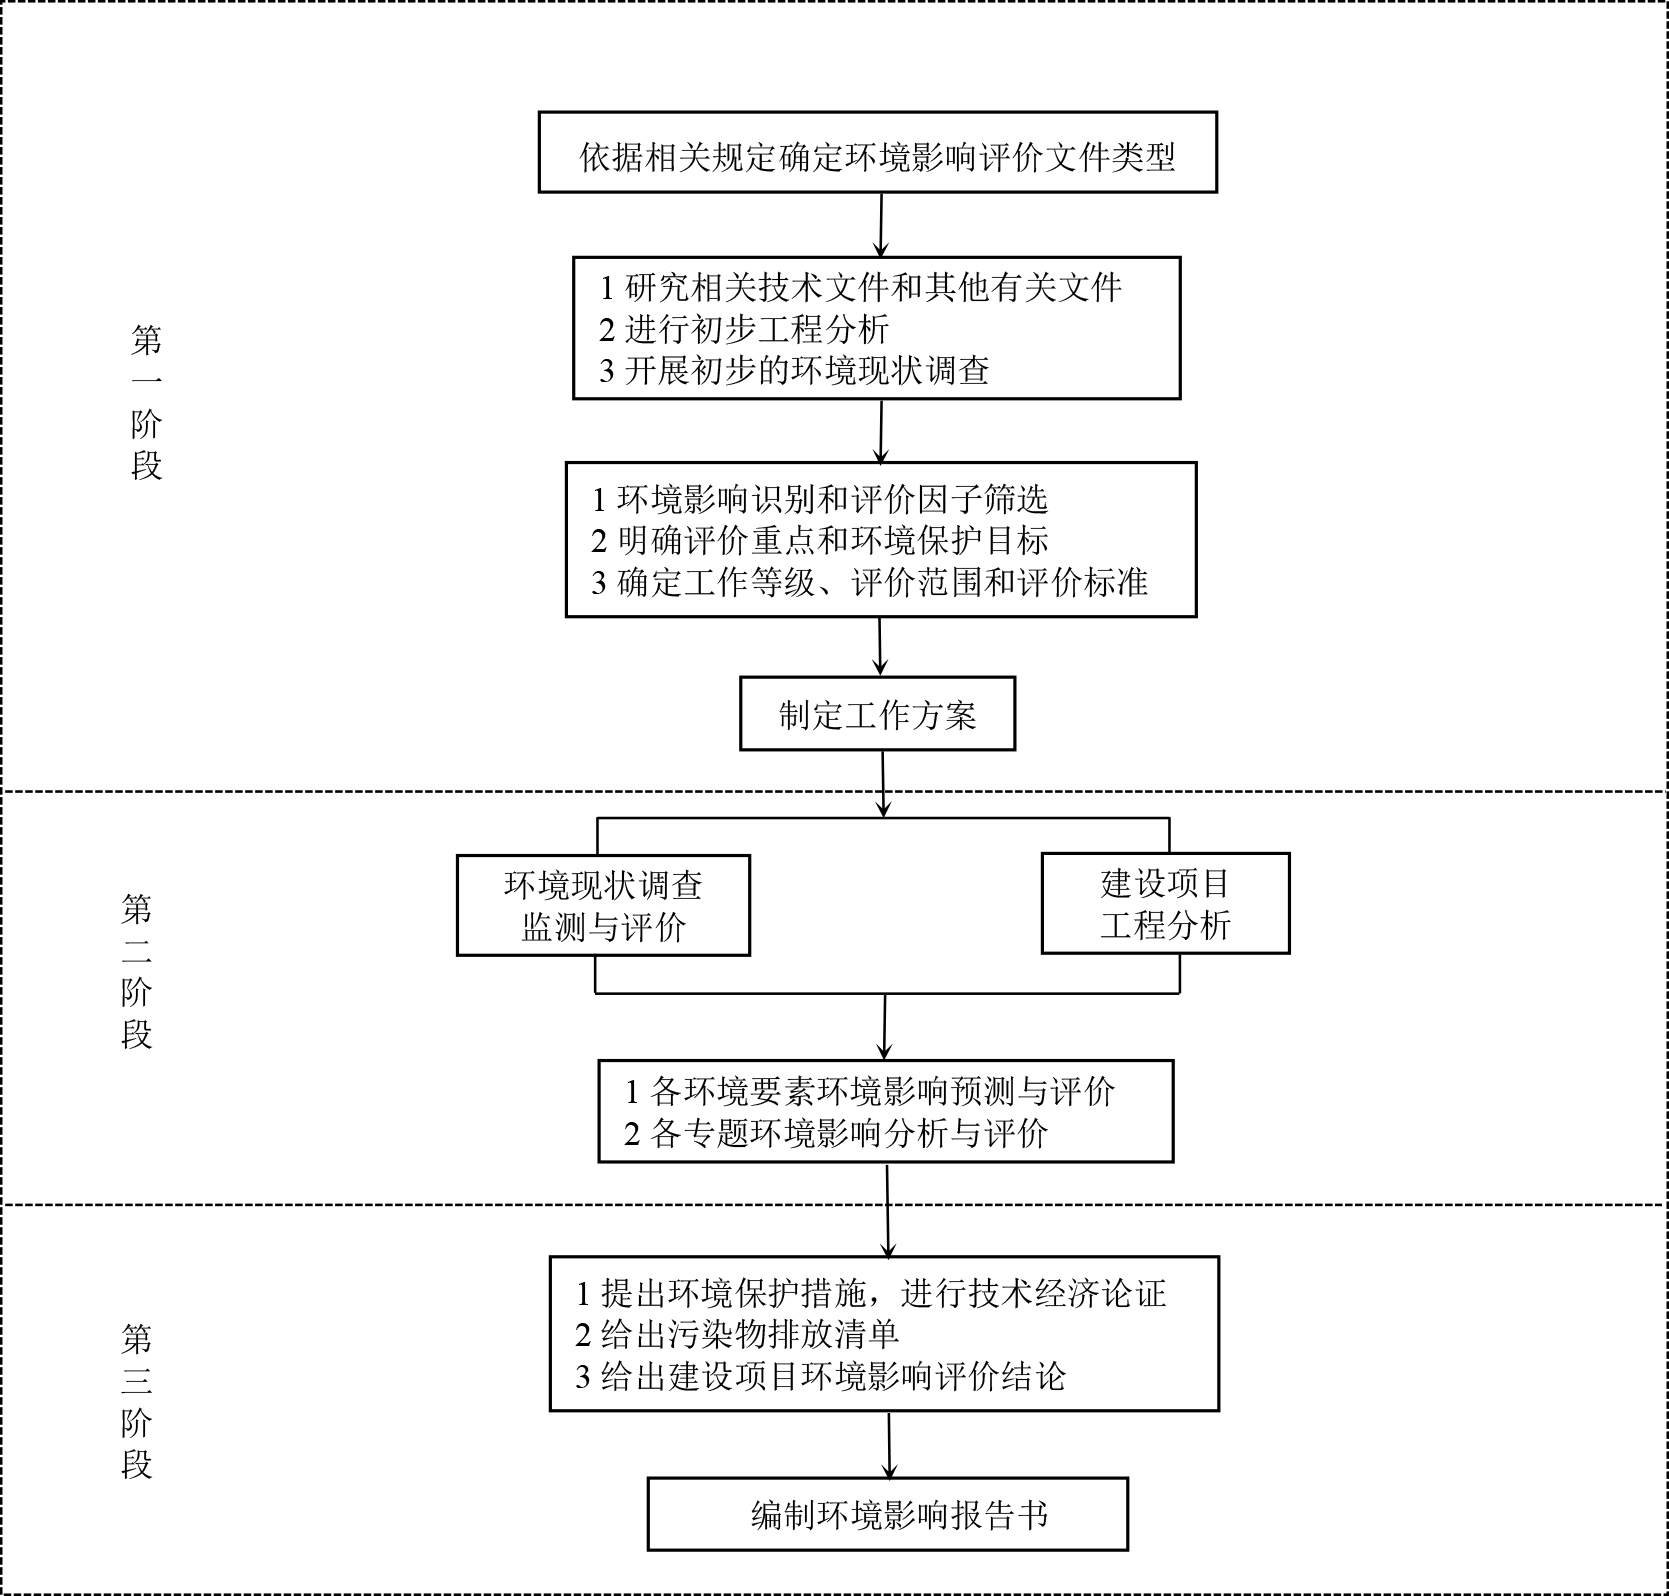 依据相关规定确定环境影响评价文件类型
1 研究相关技术文件和其他有关文件
2 进行初步工程分析
3 开展初步的环境现状调查
第
一
阶
段
1 环境影响识别和评价因子筛选
2 明确评价重点和环境保护目标
3 确定工作等级、评价范围和评价标准
制定工作方案
第
二
阶
段
环境现状调查
监测与评价
建设项目
工程分析
1 各环境要素环境影响预测与评价
2 各专题环境影响分析与评价
第
三
阶
段
1 提出环境保护措施，进行技术经济论证
2 给出污染物排放清单
3 给出建设项目环境影响评价结论
编制环境影响报告书